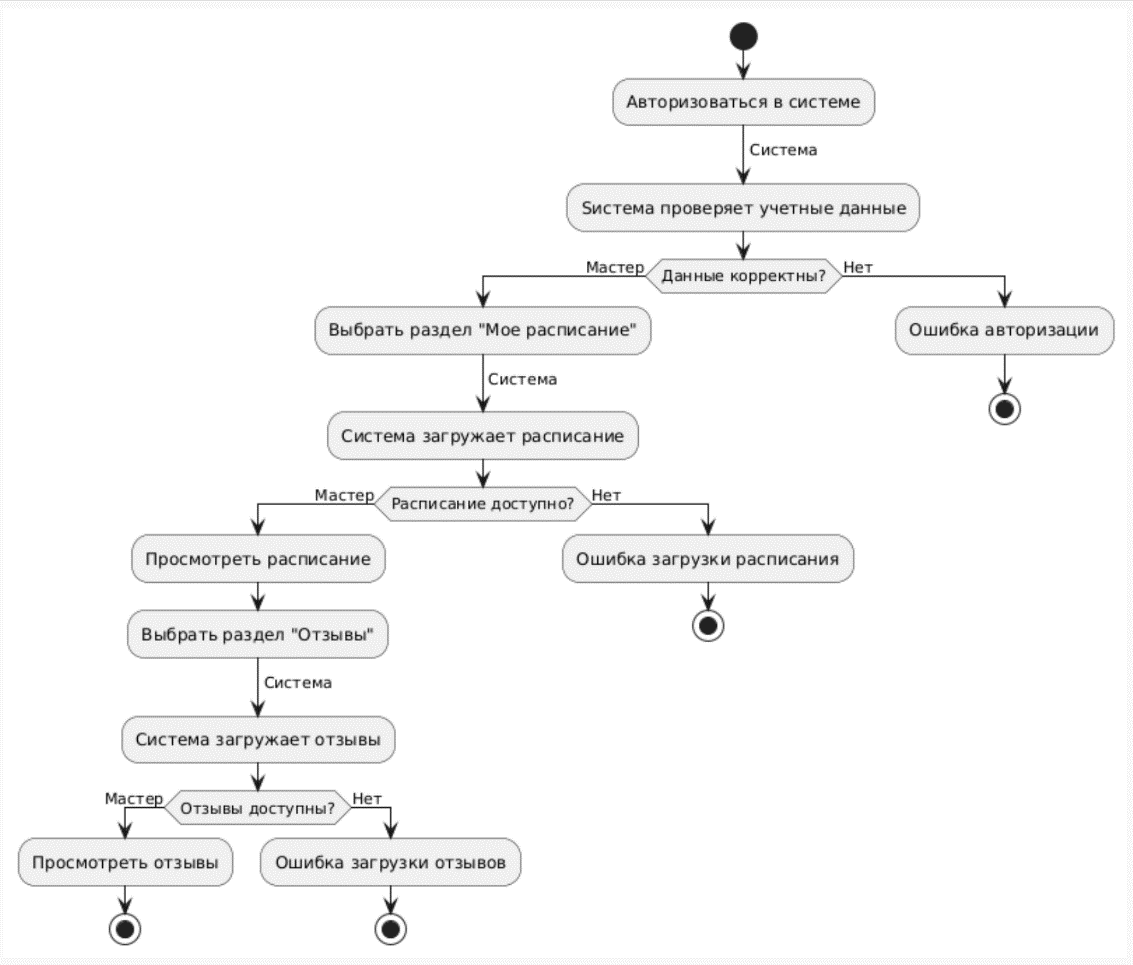 Авторизоваться в системе
Система
Sистема проверяет учетные данные
Мастер
Данные корректны?
Нет
Выбрать раздел "Мое расписание"
Ошибка авторизации
Система
Система загружает расписание
Мастер
Расписание доступно?
Нет
Просмотреть расписание
Ошибка загрузки расписания
Выбрать раздел "Отзывы"
Система
Система загружает отзывы
Мастер
Отзывы доступны?
Нет
Просмотреть отзывы
Ошибка загрузки отзывов